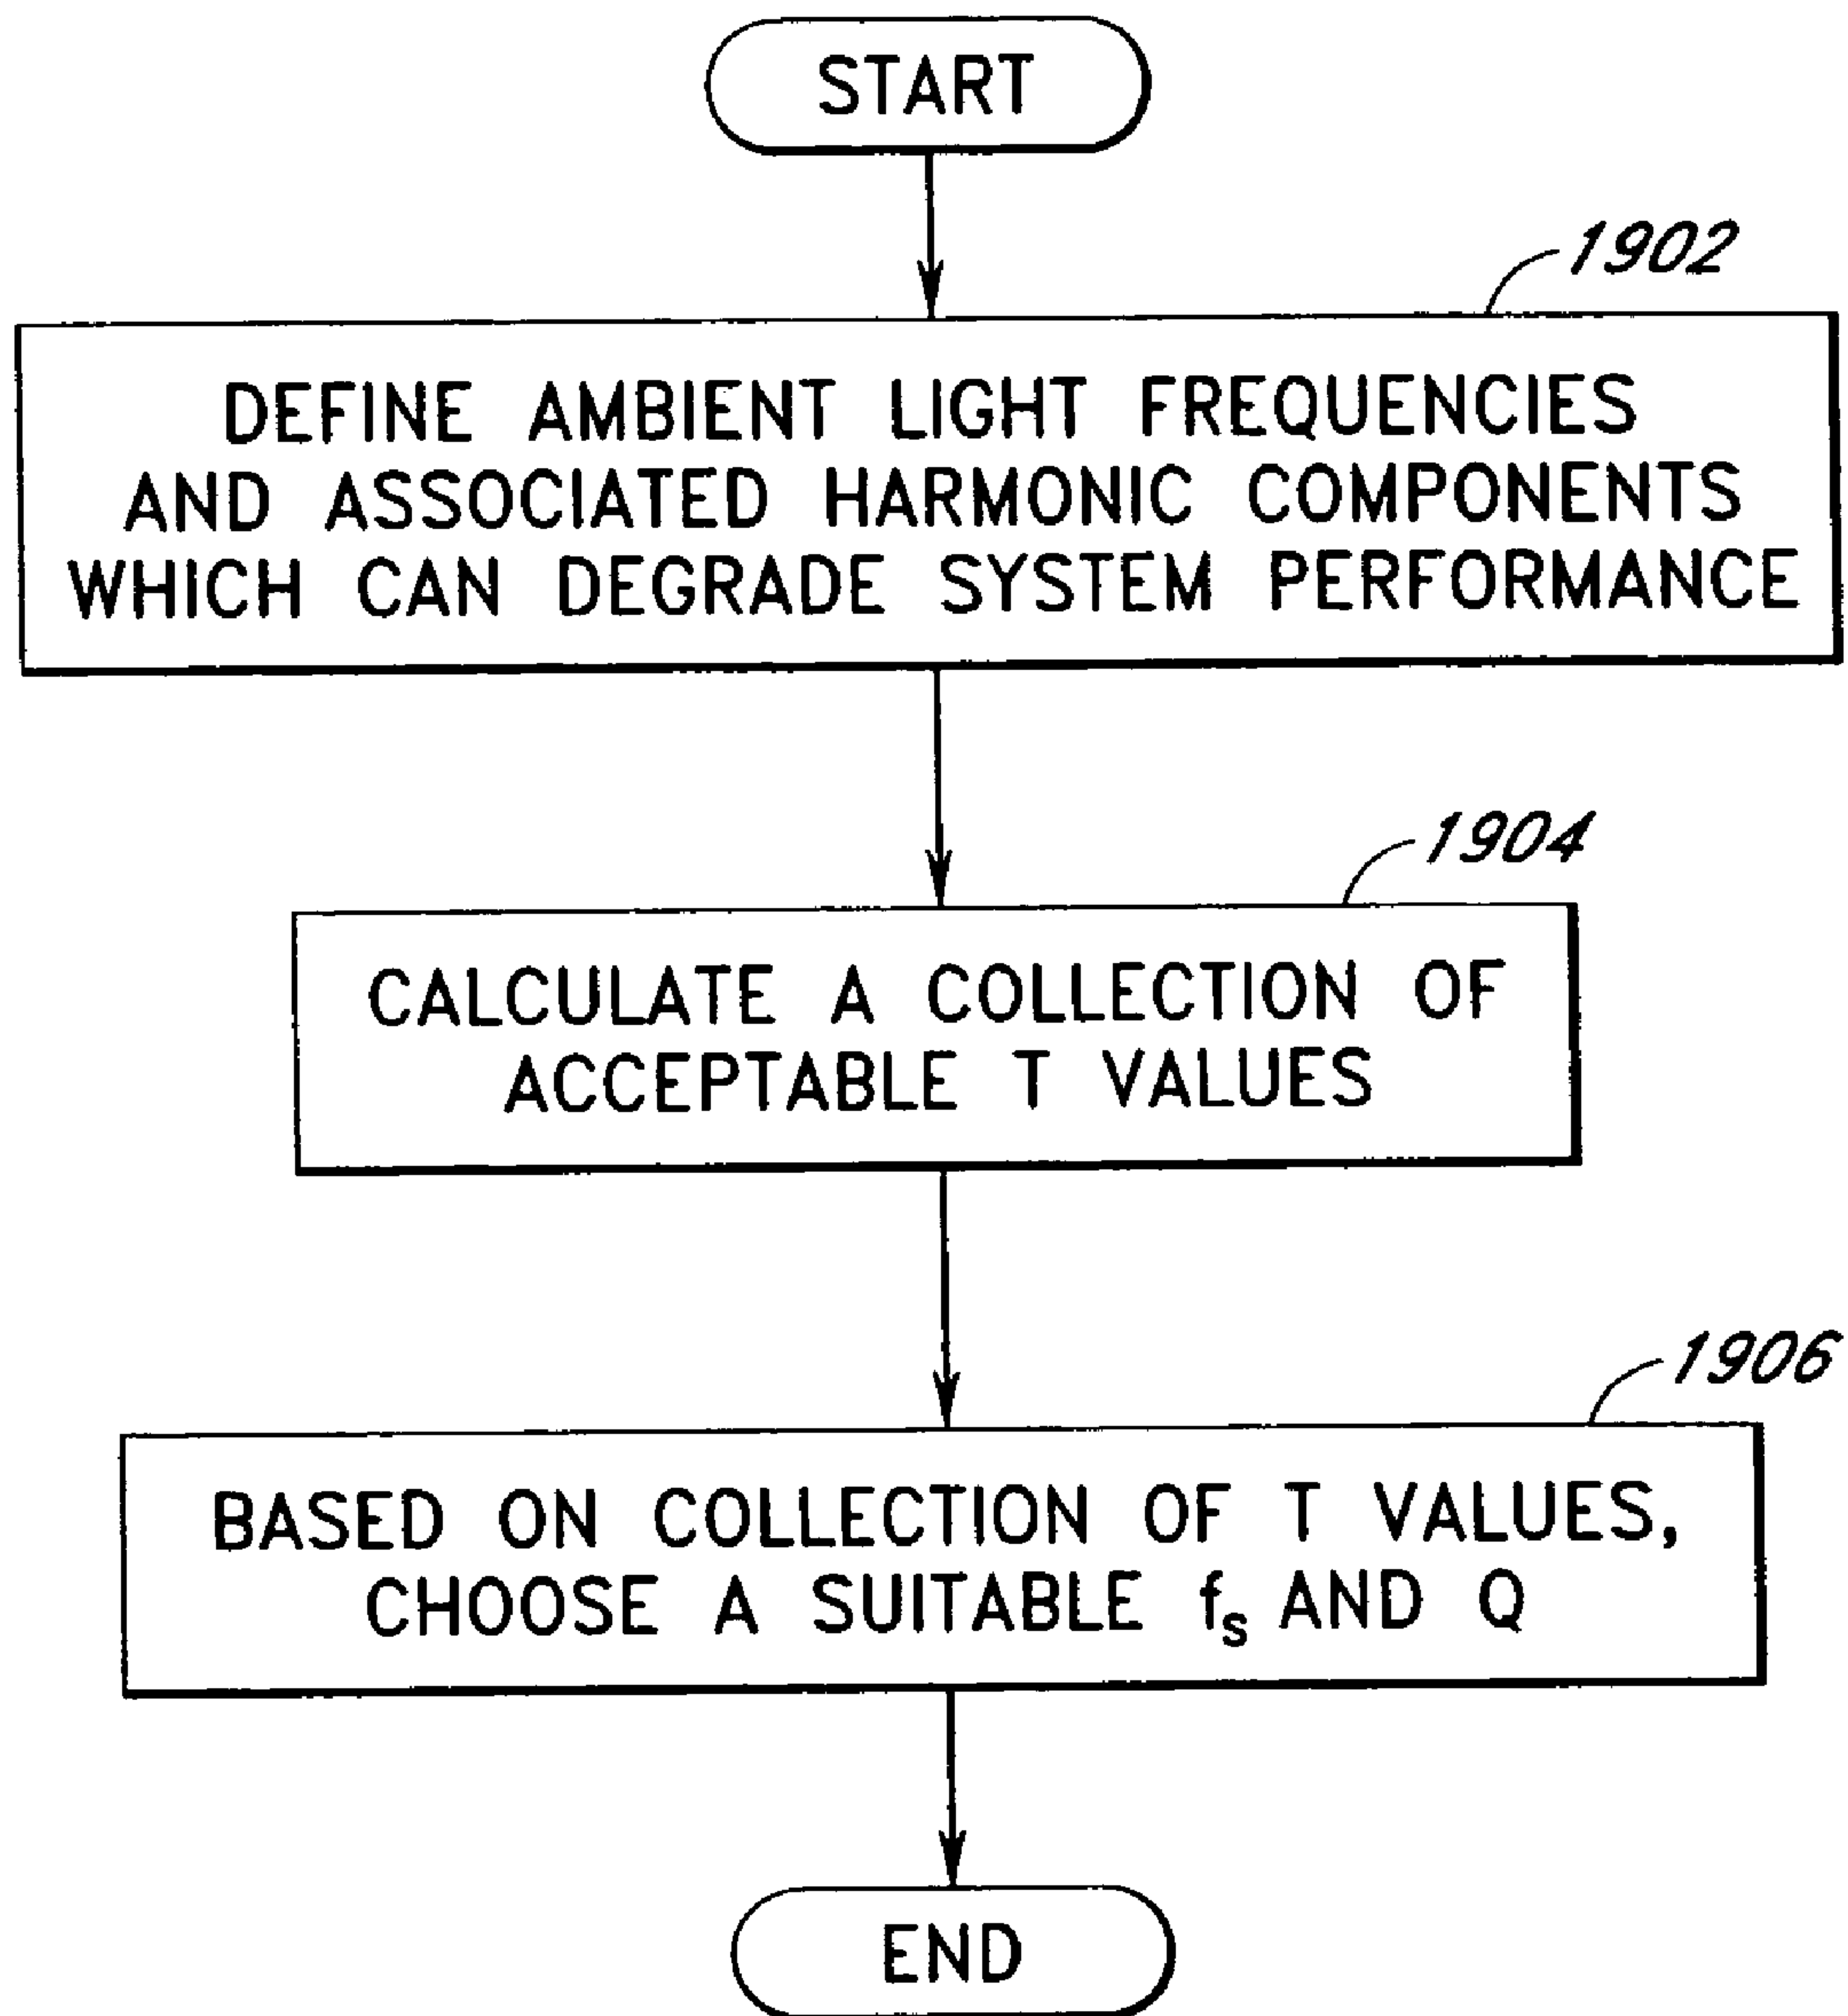 START
1902
DEFINE AMBIENT LIGHT FREQUENCIES
AND ASSOCIATED HARMONIC COMPONENTS
WHICH CAN DEGRADE SYSTEM PERFORMANCE
1904
CALCULATE A COLLECTION OF
ACCEPTABLE T VALUES
1906
BASED ON COLLECTION OF T VALUES,
CHOOSE A SUITABLE fs AND Q
END